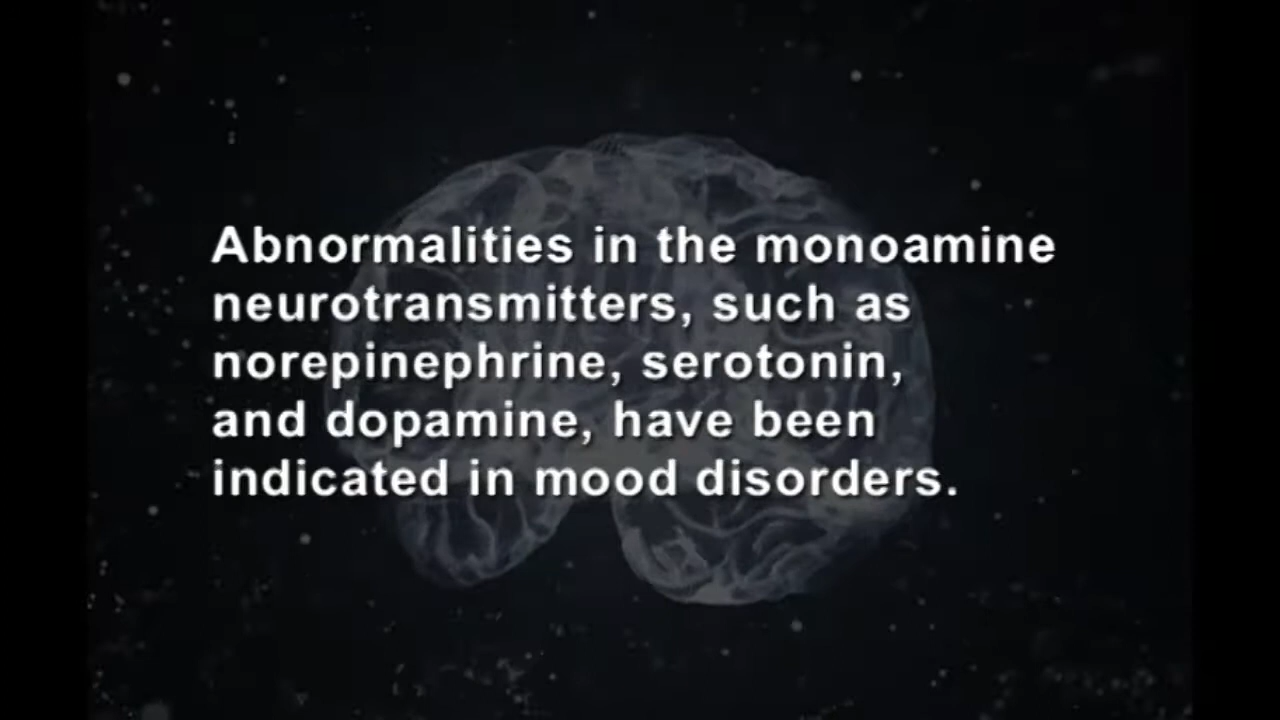 Abnormalities in the monoamine
neurotransmitters, such as
norepinephrine, serotonin,
and dopamine, have been
indicated in mood disorders.